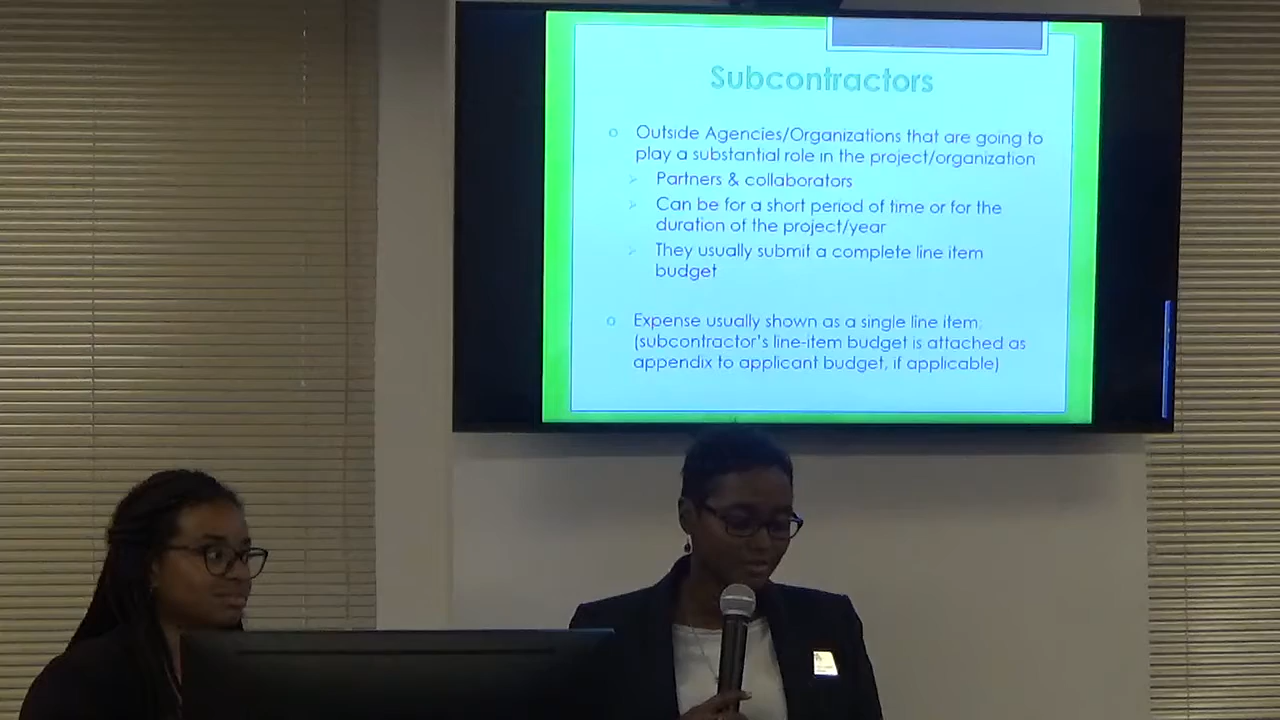 Subcontractors
Outside Agencies/Organizations that are going to
play a substantial role in the project/organization
Partners & collaborators
Can be for a short period of time or for the
duration of the project/year
They usually submit a complete line item
budget
Expense usually shown as a single line item;
(subcontractor's line-item budget is attached as
appendix to applicant budget, if applicable)